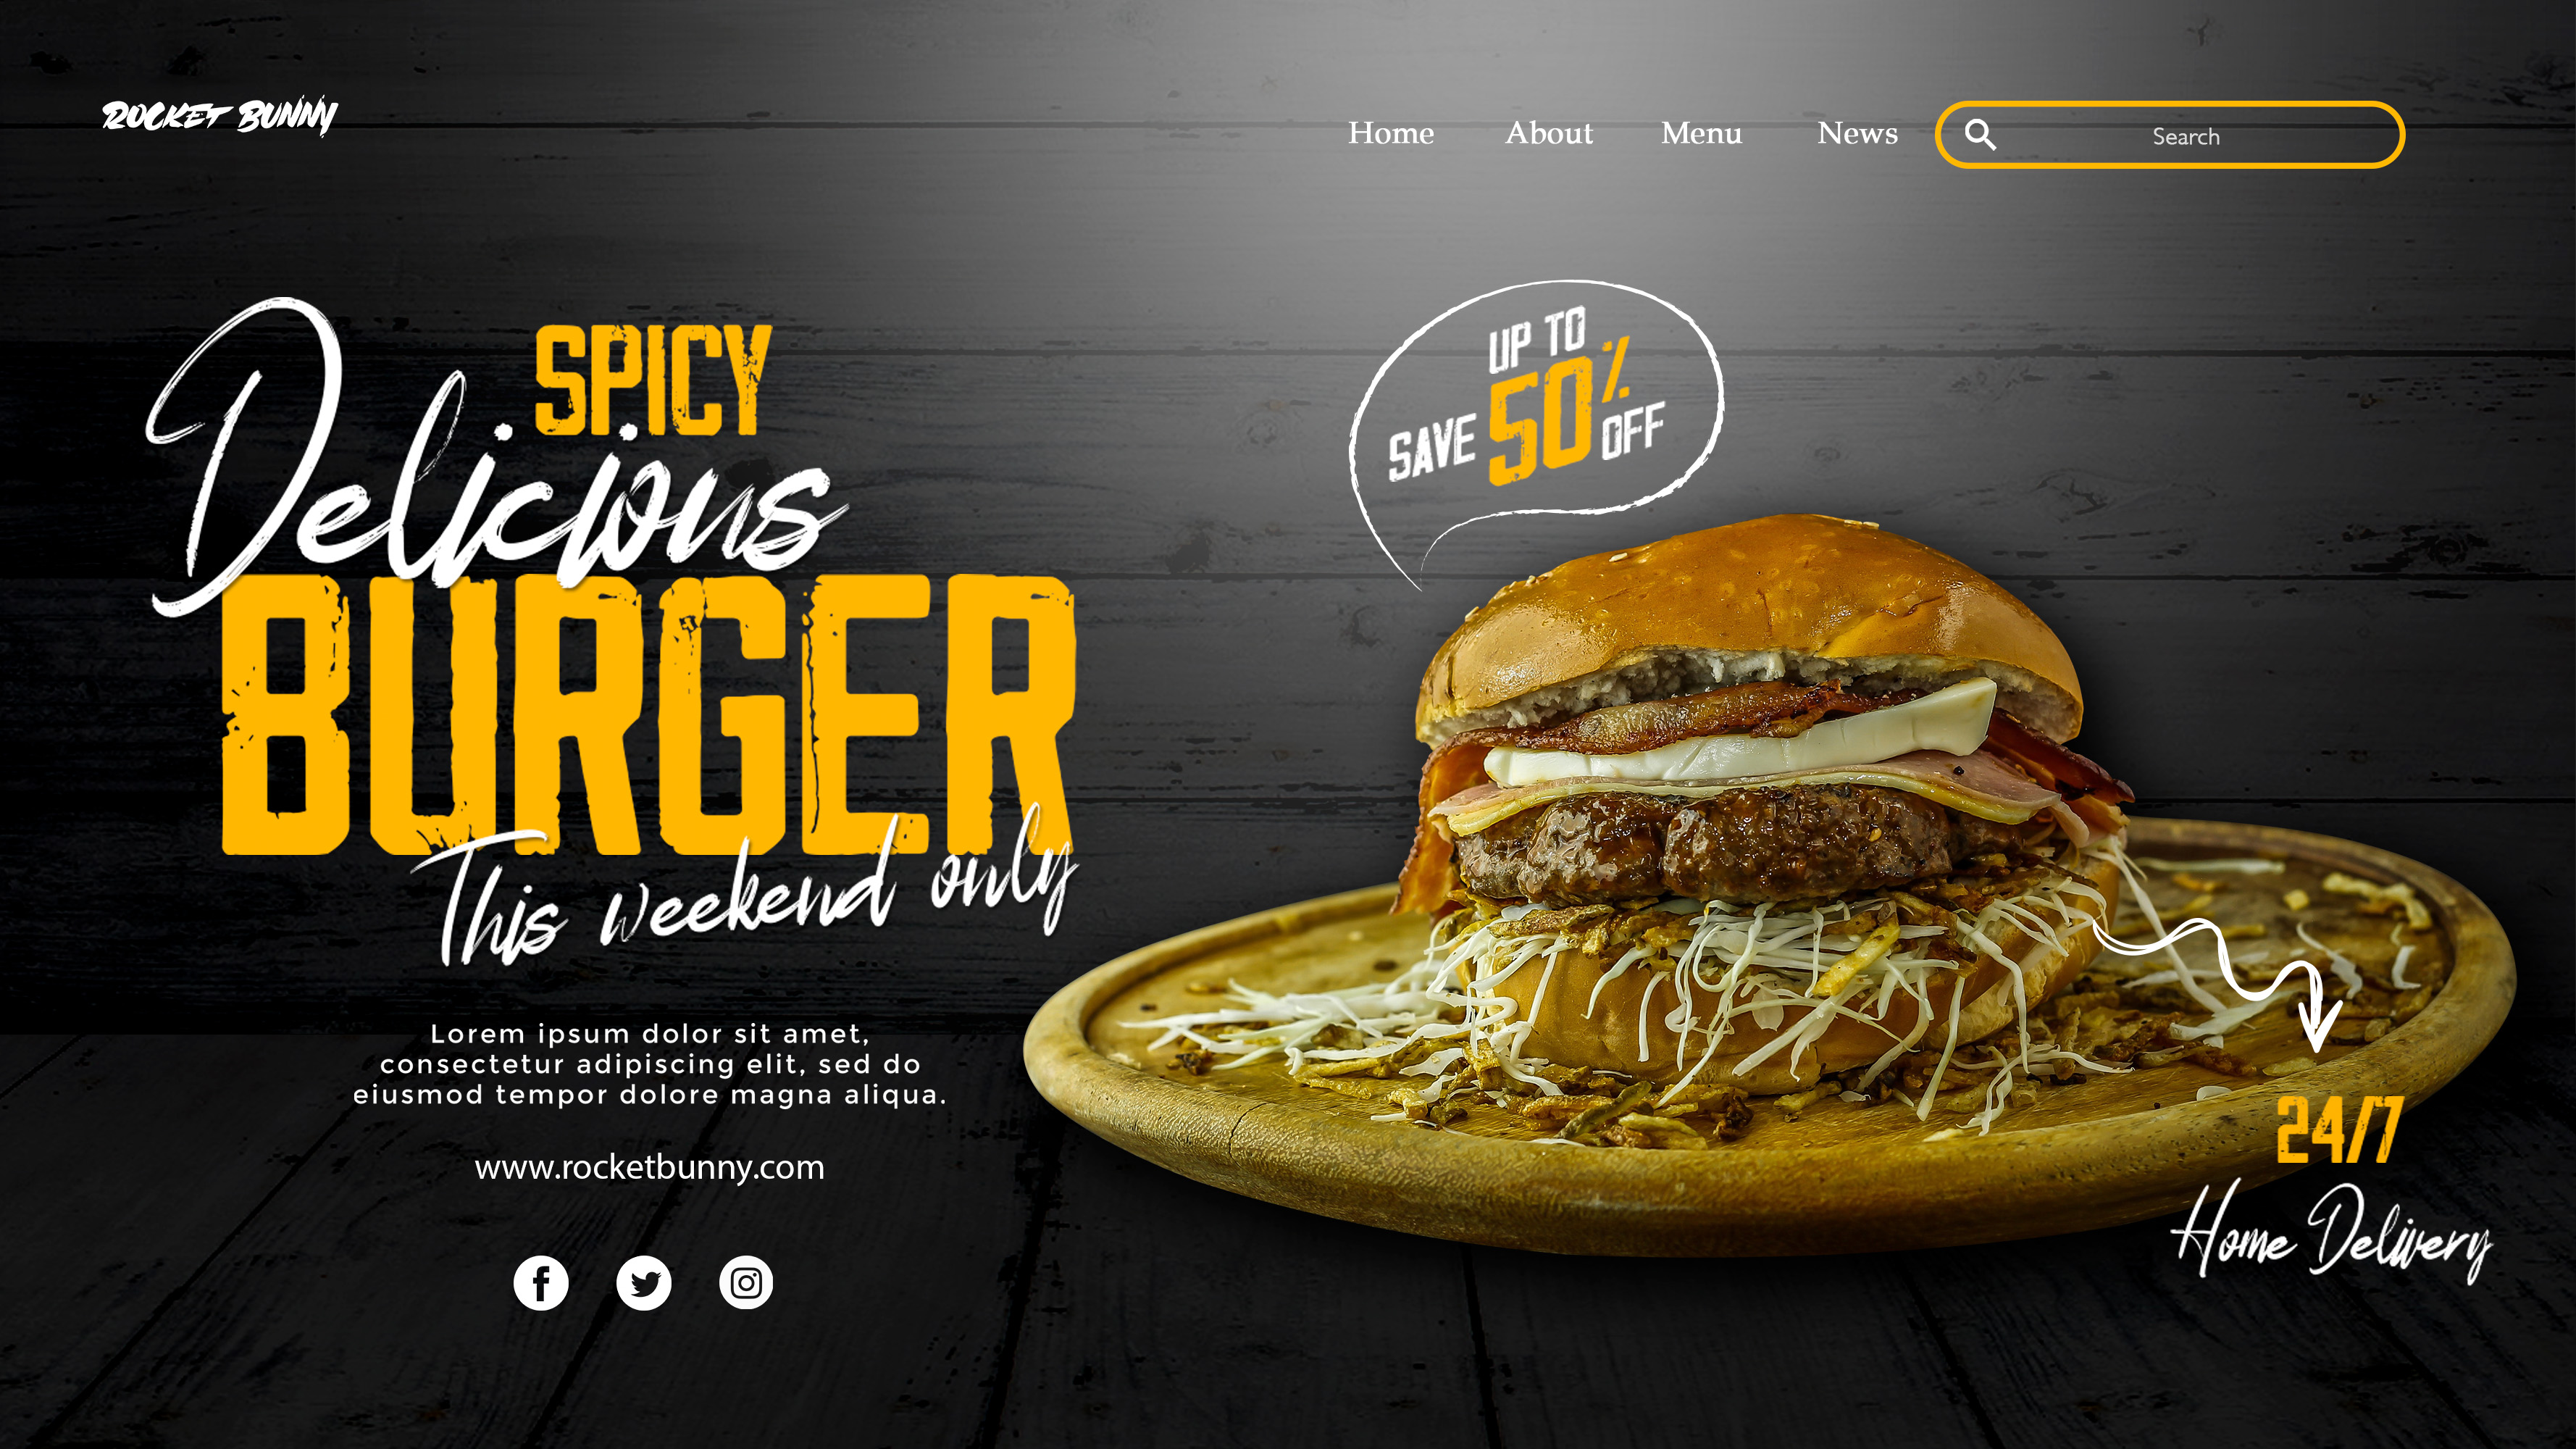 ROCKET BUNNY
Home About Menu News Search
SPICY
Delicious
BURGER
This weekend only
UP TO
SAVE 50% OFF
Lorem ipsum dolor sit amet,
consectetur adipiscing elit, sed do
eiusmod tempor dolore magna aliqua.
www.rocketbunny.com
24/7
Home Delivery